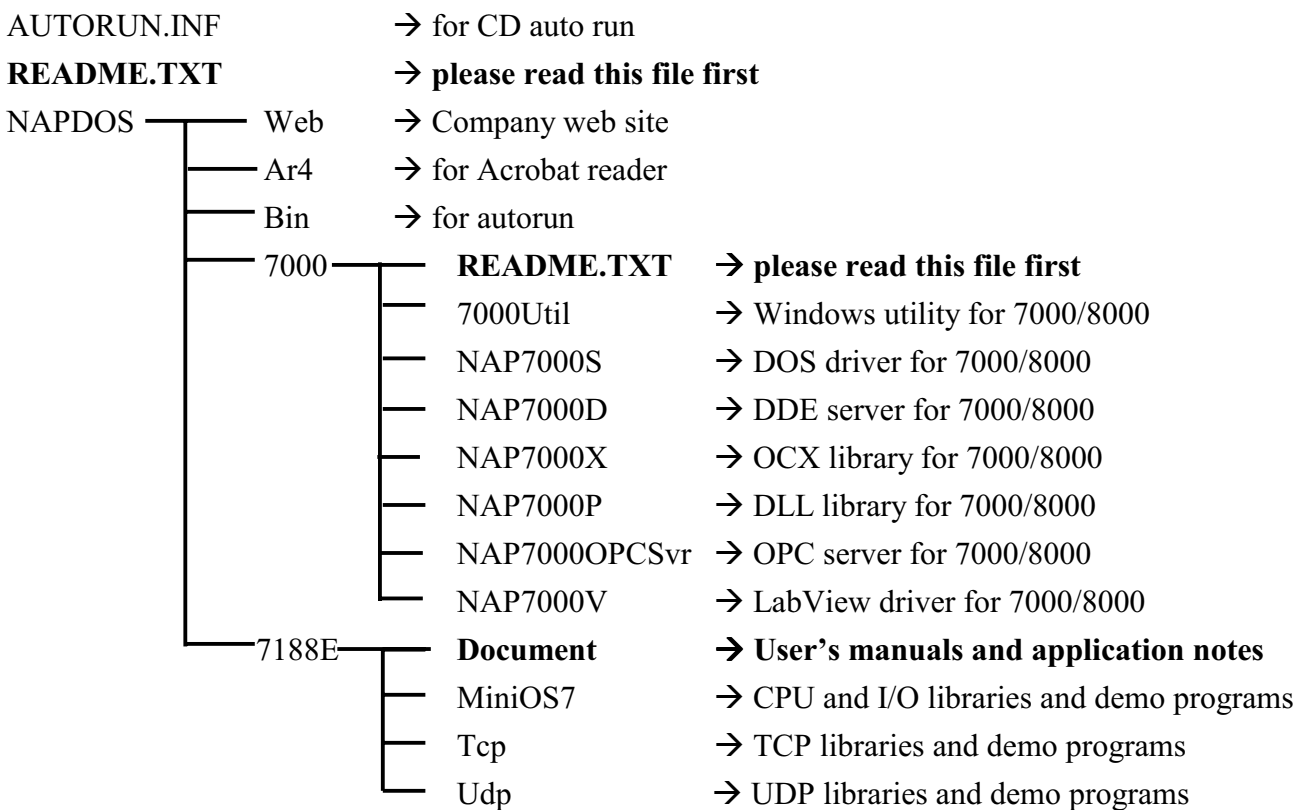 AUTORUN.INF → for CD auto run
README.TXT → please read this file first
NAPDOS Web → Company web site
Ar4 → for Acrobat reader
Bin → for autorun
7000 README.TXT → please read this file first
7000Util → Windows utility for 7000/8000
NAP7000S → DOS driver for 7000/8000
NAP7000D → DDE server for 7000/8000
NAP7000X → OCX library for 7000/8000
NAP7000P → DLL library for 7000/8000
NAP7000OPCSvr → OPC server for 7000/8000
NAP7000V → LabView driver for 7000/8000
7188E Document → User's manuals and application notes
MiniOS7 → CPU and I/O libraries and demo programs
Tcp → TCP libraries and demo programs
Udp → UDP libraries and demo programs